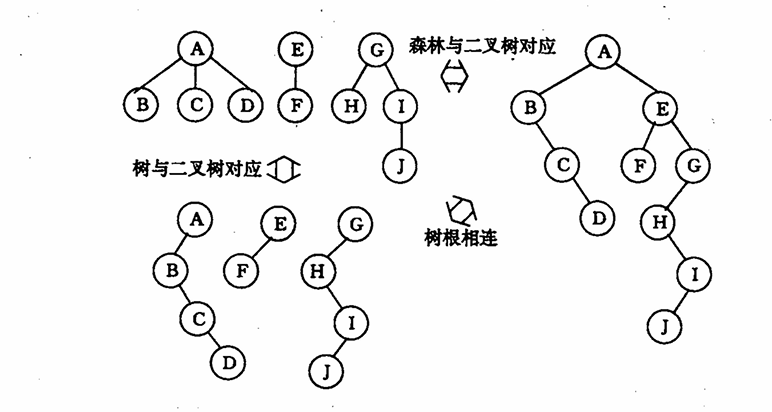 A E G 森林与二叉树对应 A
B C D F H I B E
J C F G
树与二叉树对应
A E G 树根相连 D H
B F H I
C I J
D J